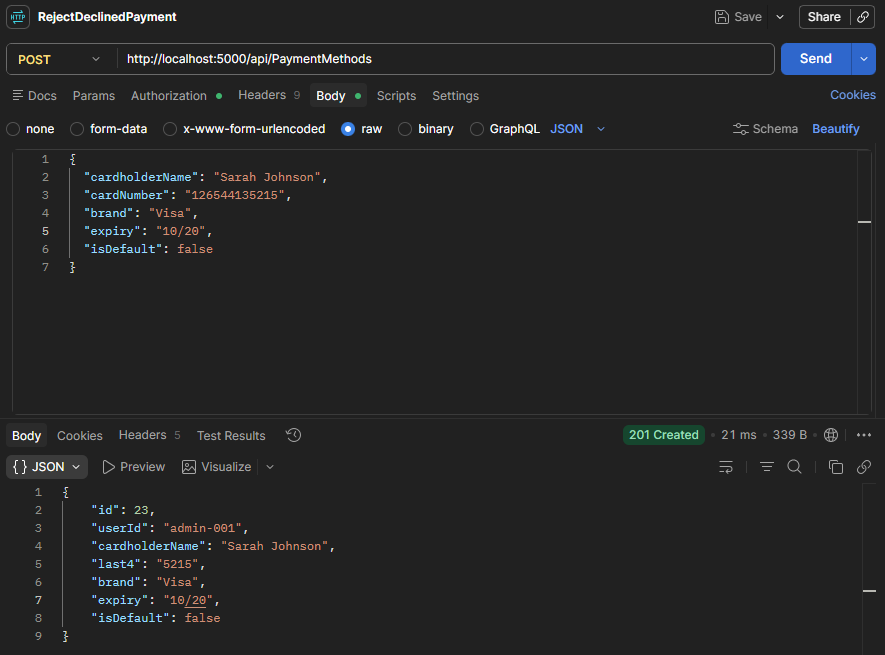 HTTP RejectDeclinedPayment Save Share
POST http://localhost:5000/api/PaymentMethods Send
Docs Params Authorization Headers 9 Body Scripts Settings Cookies
none form-data x-www-form-urlencoded raw binary GraphQL JSON Schema Beautify
1 {
2 "cardholderName": "Sarah Johnson",
3 "cardNumber": "126544135215",
4 "brand": "Visa",
5 "expiry": "10/20",
6 "isDefault": false
7 }
Body Cookies Headers 5 Test Results 201 Created 21 ms 339 B
{} JSON Preview Visualize
1 {
2 "id": 23,
3 "userId": "admin-001",
4 "cardholderName": "Sarah Johnson",
5 "last4": "5215",
6 "brand": "Visa",
7 "expiry": "10/20",
8 "isDefault": false
9 }